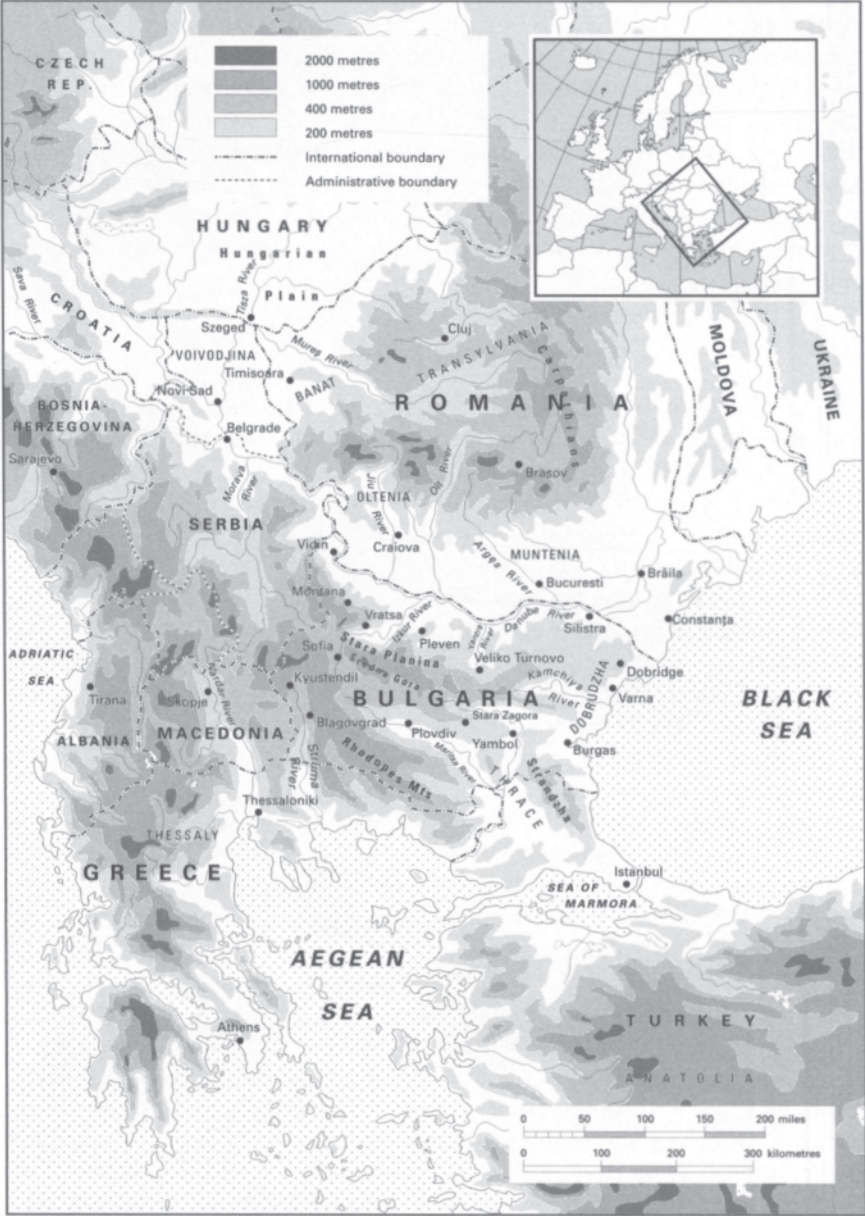 CZECH
REP.
2000 metres
1000 metres
400 metres
200 metres
International boundary
Administrative boundary
HUNGARY
Hungarian
Plain
Tisza River
Sava River
CROATIA
Szeged
Mureş River
Cluj
TRANSYLVANIA
Carpathians
MOLDOVA
UKRAINE
VOIVODJINA
Timisoara
BANAT
Novi Sad
ROMANIA
BOSNIA-
HERZEGOVINA
Belgrade
Sarajevo
Morava
River
Jiu
River
Olt River
Braşov
OLTENIA
SERBIA
Craiova
Vidin
Argea River
MUNTENIA
Bucuresti
Brăila
Montana
Vratsa
Izkur River
Pleven
Danube River
Silistra
Constanţa
ADRIATIC
SEA
Sofia
Stara Planina
Sredna Gora
River
Veliko Turnovo
Kamchiya
River
Dobridge
Varna
DOBRUDZHA
Tirana
Skopje
Vardar River
Kyustendil
BULGARIA
BLACK
SEA
ALBANIA
MACEDONIA
Blagovgrad
Plovdiv
Stara Zagora
Yambol
Burgas
Struma
River
Rhodopes Mts
Maritsa River
THRACE
Strandzha
Thessaloniki
THESSALY
GREECE
Istanbul
SEA OF
MARMORA
AEGEAN
SEA
Athens
TURKEY
ANATOLIA
0 50 100 150 200 miles
0 100 200 300 kilometres